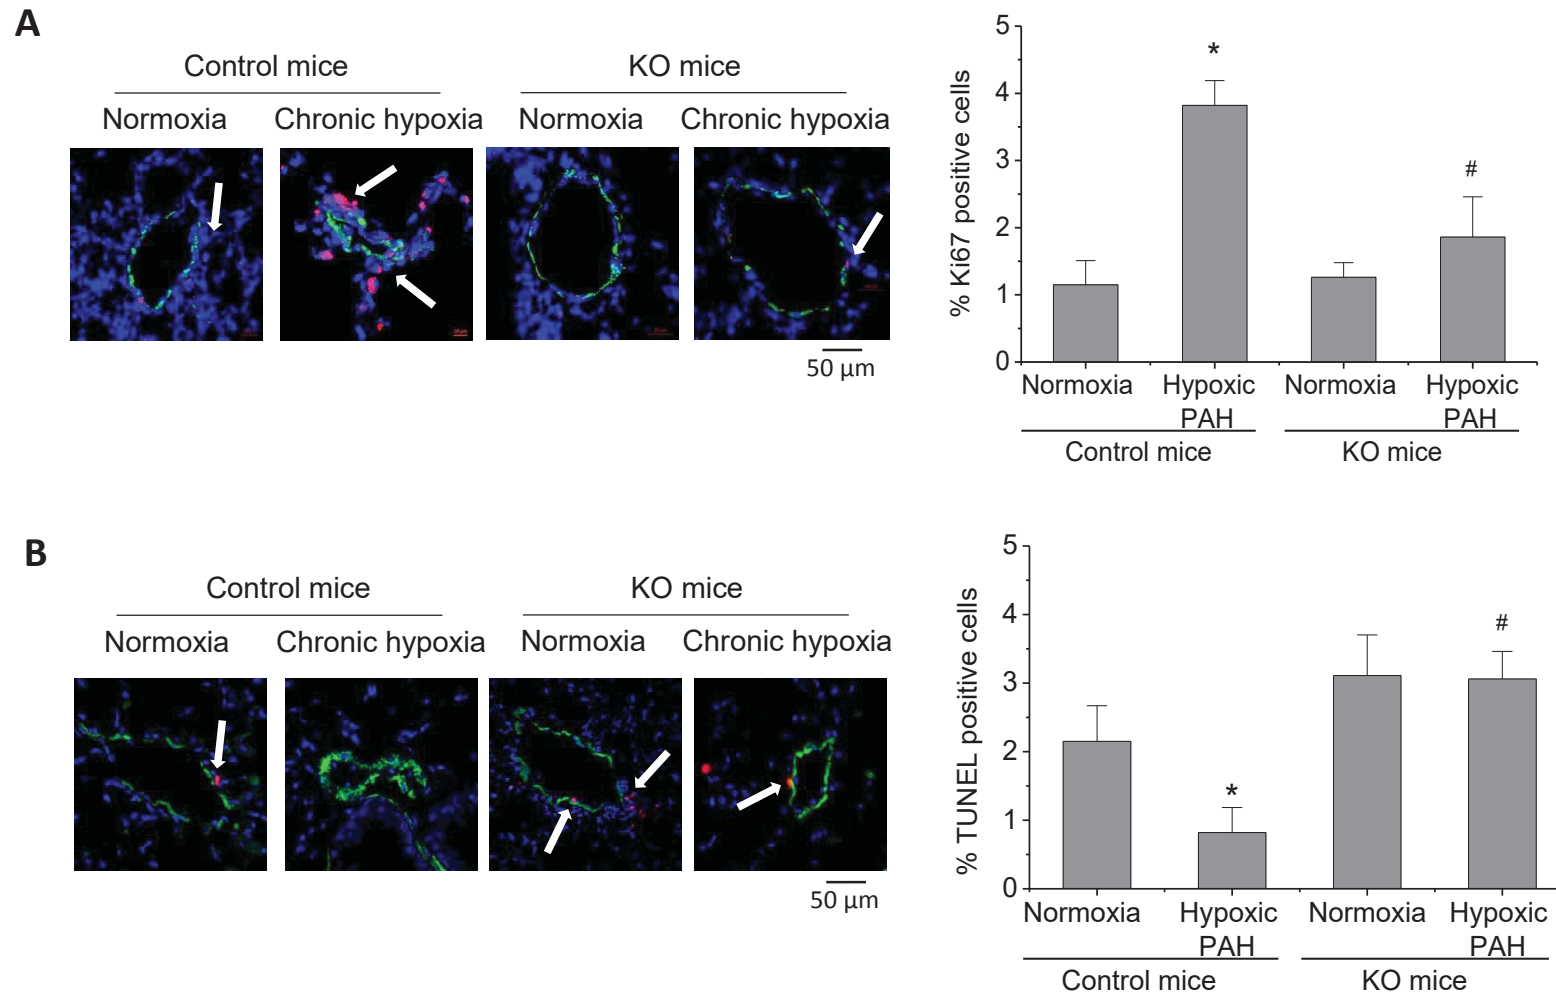 A
Control mice
KO mice
Normoxia
Chronic hypoxia
Normoxia
Chronic hypoxia
50 µm
% Ki67 positive cells
5
4
3
2
1
0
*
#
Normoxia
Hypoxic
PAH
Normoxia
Hypoxic
PAH
Control mice
KO mice
B
Control mice
KO mice
Normoxia
Chronic hypoxia
Normoxia
Chronic hypoxia
50 µm
% TUNEL positive cells
5
4
3
2
1
0
*
#
Normoxia
Hypoxic
PAH
Normoxia
Hypoxic
PAH
Control mice
KO mice